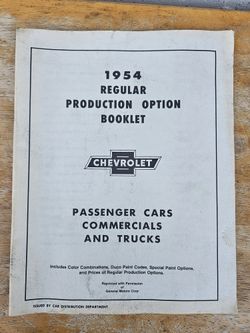 1954
REGULAR
PRODUCTION OPTION
BOOKLET
CHEVROLET
PASSENGER CARS
COMMERCIALS
AND TRUCKS
Includes Color Combinations, Dupo Paint Codes, Special Paint Options,
and Prices of Regular Production Options.
Reprinted with Permission
of
General Motors Corp
ISSUED BY CAR DISTRIBUTION DEPARTMENT